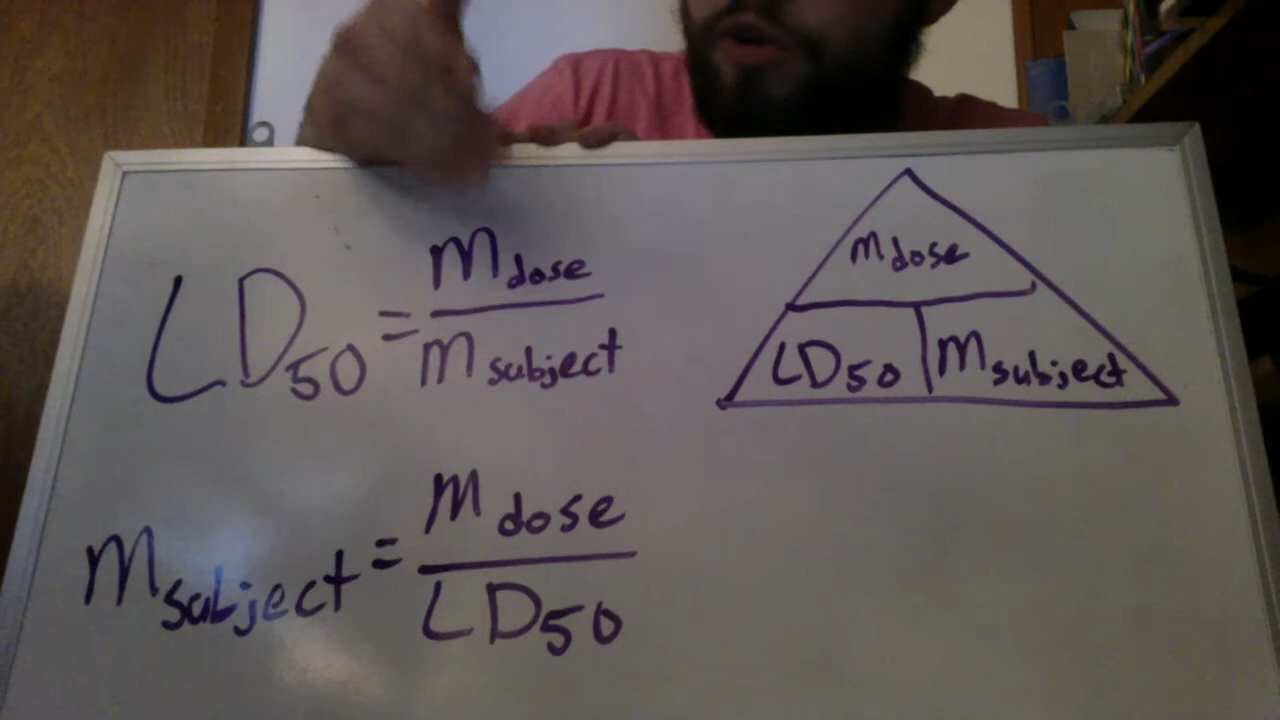 LD50 = mdose
msubject
mdose
LD50 msubject
msubject = mdose
LD50